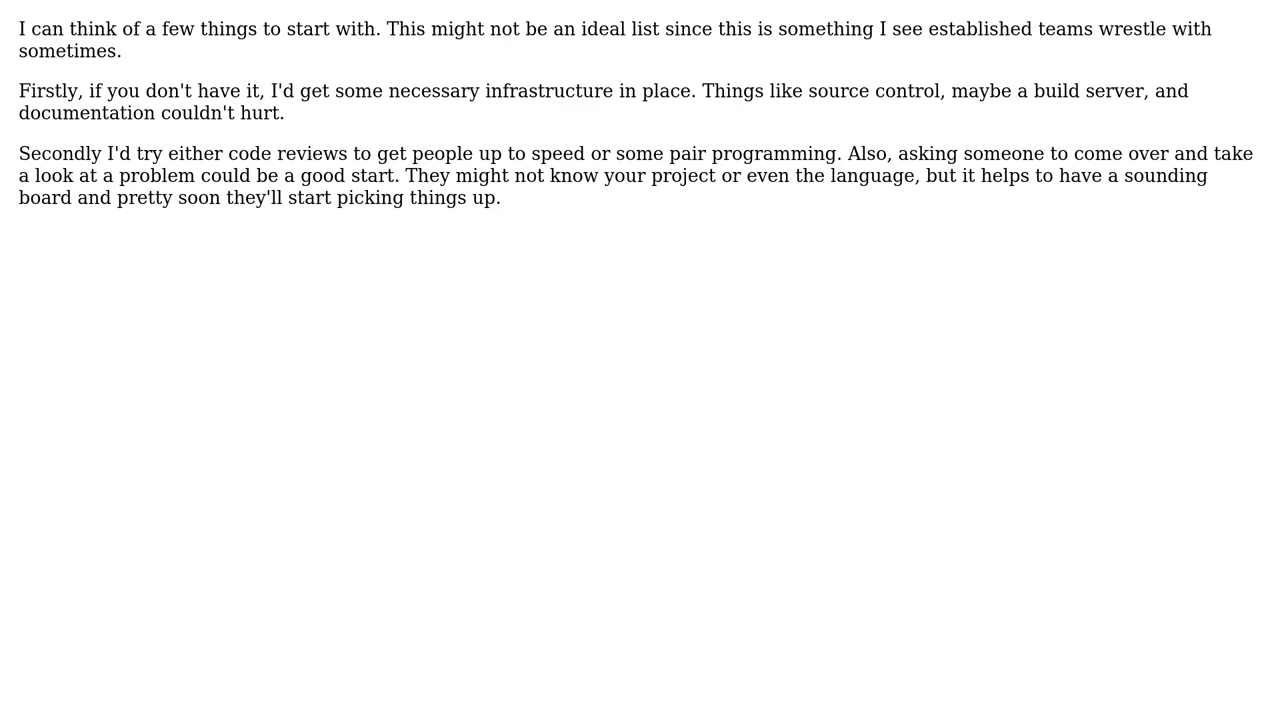 I can think of a few things to start with. This might not be an ideal list since this is something I see established teams wrestle with
sometimes.
Firstly, if you don't have it, I'd get some necessary infrastructure in place. Things like source control, maybe a build server, and
documentation couldn't hurt.
Secondly I'd try either code reviews to get people up to speed or some pair programming. Also, asking someone to come over and take
a look at a problem could be a good start. They might not know your project or even the language, but it helps to have a sounding
board and pretty soon they'll start picking things up.